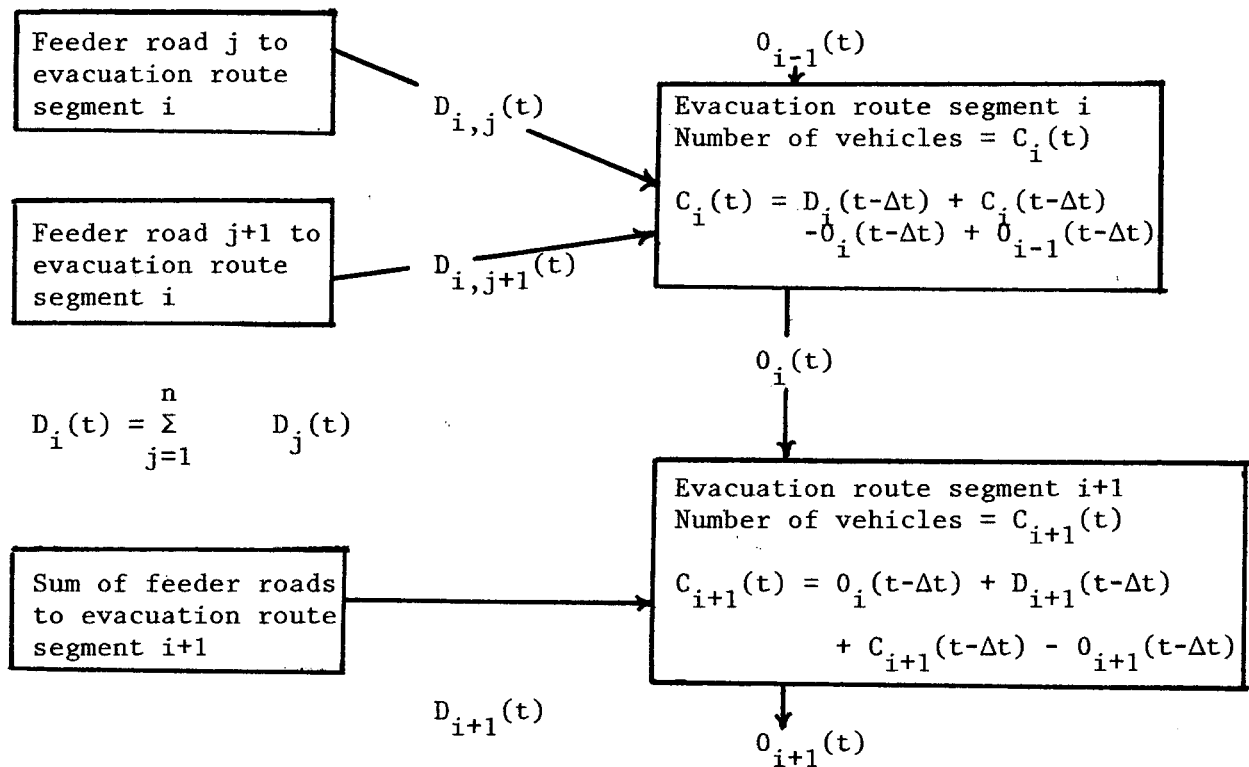 Feeder road j to
evacuation route
segment i
D_{i,j}(t)
O_{i-1}(t)
Evacuation route segment i
Number of vehicles = C_i(t)
C_i(t) = D_i(t-Δt) + C_i(t-Δt)
-O_i(t-Δt) + O_{i-1}(t-Δt)
Feeder road j+1 to
evacuation route
segment i
D_{i,j+1}(t)
O_i(t)
D_i(t) = Σ_{j=1}^{n} D_j(t)
Evacuation route segment i+1
Number of vehicles = C_{i+1}(t)
C_{i+1}(t) = O_i(t-Δt) + D_{i+1}(t-Δt)
+ C_{i+1}(t-Δt) - O_{i+1}(t-Δt)
Sum of feeder roads
to evacuation route
segment i+1
D_{i+1}(t)
O_{i+1}(t)